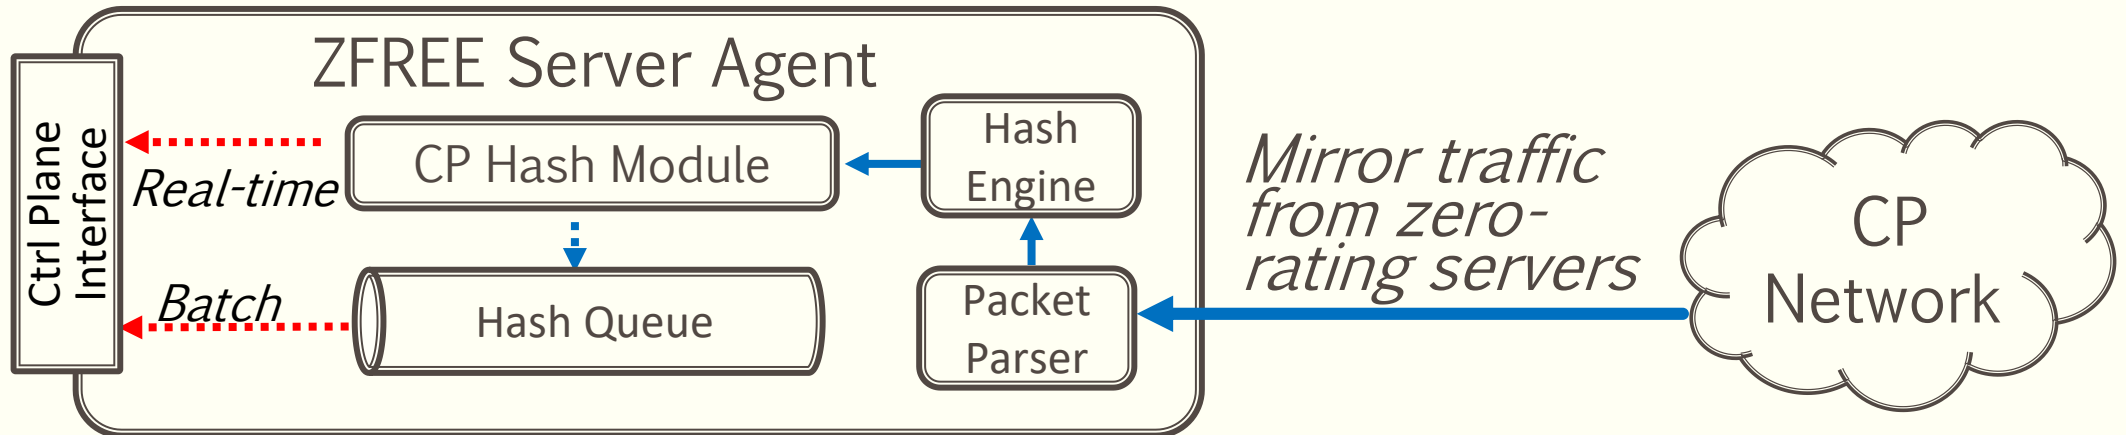 ZFREE Server Agent
Ctrl Plane
Interface
Real-time
Batch
CP Hash Module
Hash Queue
Hash
Engine
Packet
Parser
Mirror traffic
from zero-
rating servers
CP
Network